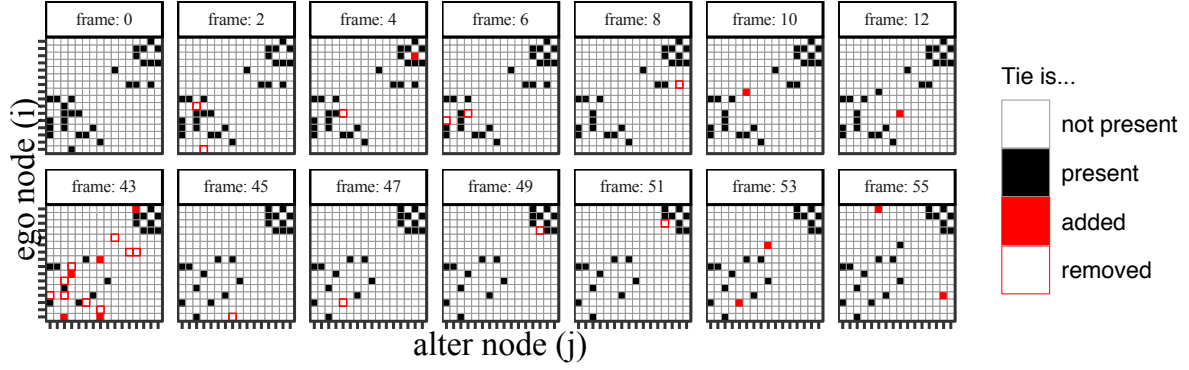 frame: 0
frame: 2
frame: 4
frame: 6
frame: 8
frame: 10
frame: 12
frame: 43
frame: 45
frame: 47
frame: 49
frame: 51
frame: 53
frame: 55
ego node (i)
alter node (j)
Tie is...
not present
present
added
removed